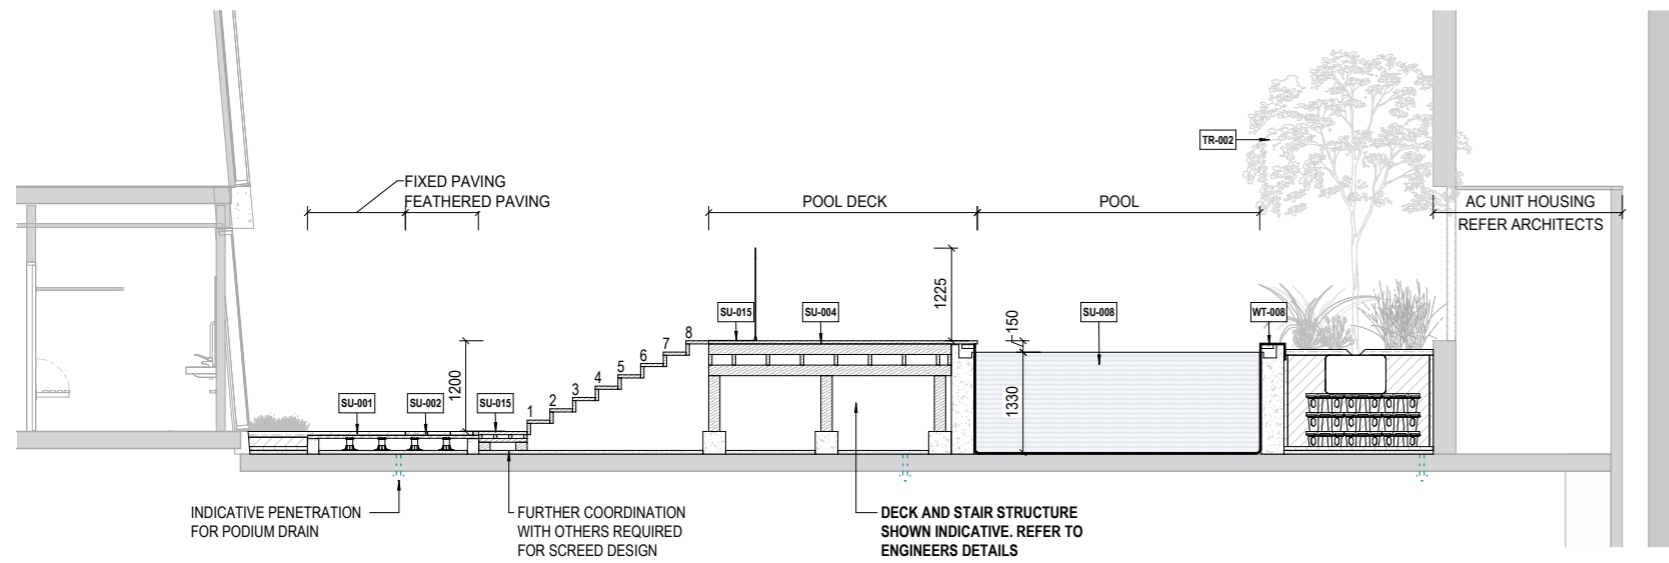 TR-002
FIXED PAVING
FEATHERED PAVING
POOL DECK
POOL
AC UNIT HOUSING
REFER ARCHITECTS
1225
150
1200
1330
SU-015
SU-004
SU-008
WT-008
SU-001
SU-002
SU-015
1
2
3
4
5
6
7
8
INDICATIVE PENETRATION
FOR PODIUM DRAIN
FURTHER COORDINATION
WITH OTHERS REQUIRED
FOR SCREED DESIGN
DECK AND STAIR STRUCTURE
SHOWN INDICATIVE. REFER TO
ENGINEERS DETAILS